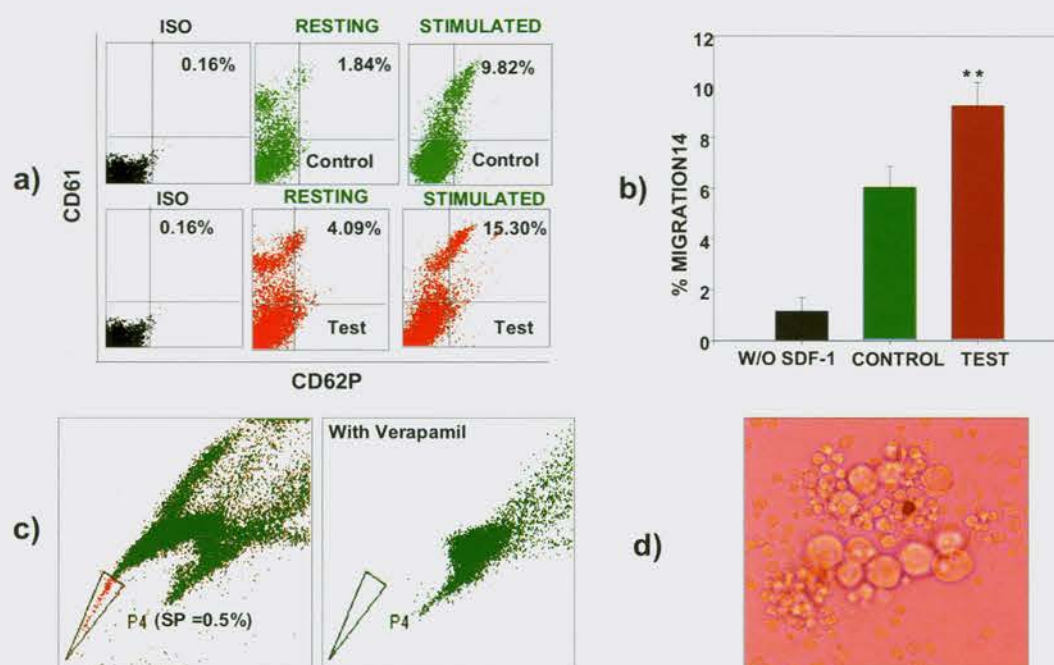 ISO RESTING STIMULATED
0.16% 1.84% 9.82%
Control Control
a)
CD61
ISO RESTING STIMULATED
0.16% 4.09% 15.30%
Test Test
CD62P
b)
% MIGRATION14
12
10
8
6
4
2
0
**
W/O SDF-1 CONTROL TEST
c)
P4 (SP =0.5%)
With Verapamil
P4
d)